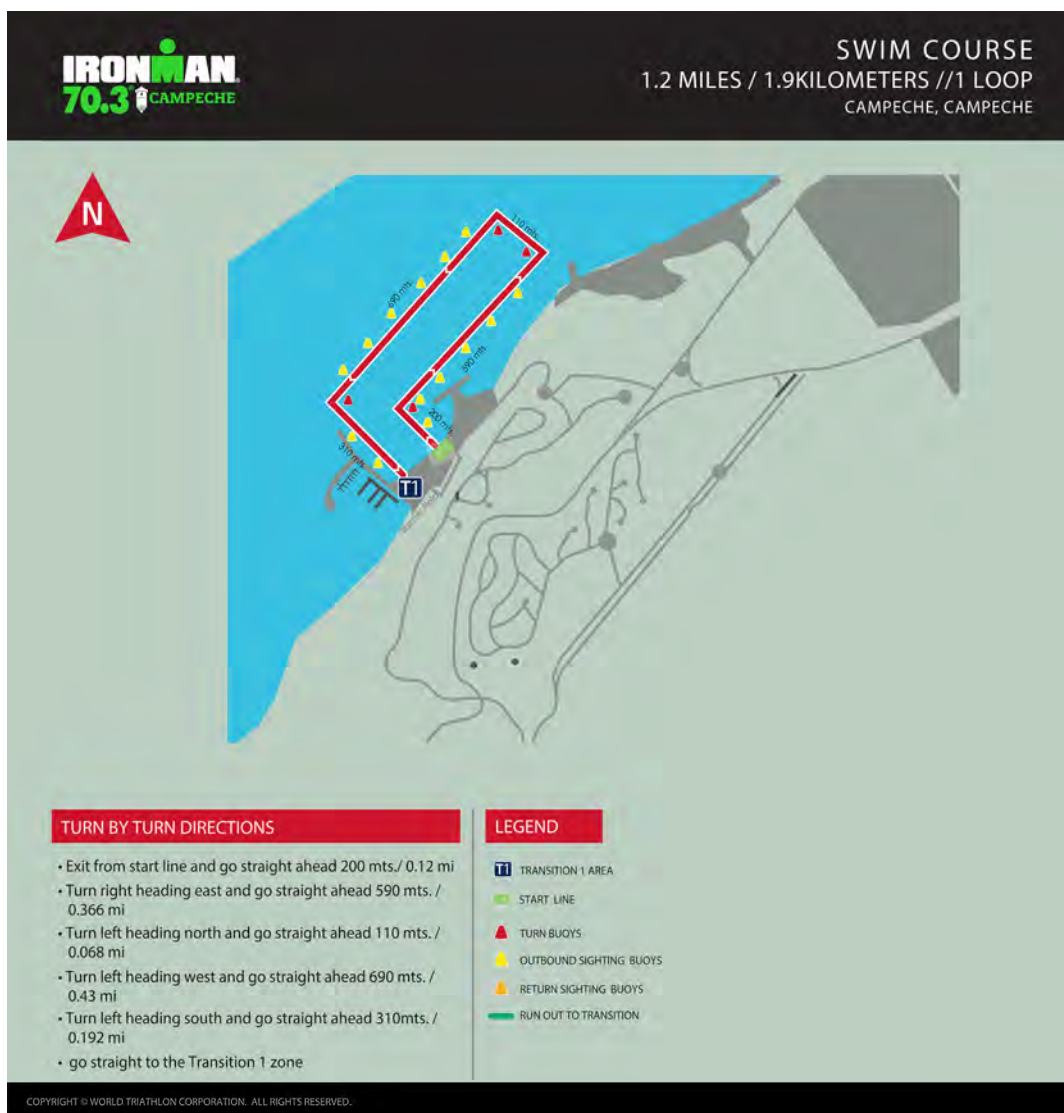 IRONMAN
70.3 CAMPECHE
SWIM COURSE
1.2 MILES / 1.9KILOMETERS //1 LOOP
CAMPECHE, CAMPECHE
N
110 mts.
690 mts.
590 mts.
200 mts.
310 mts.
T1
TURN BY TURN DIRECTIONS
• Exit from start line and go straight ahead 200 mts./ 0.12 mi
• Turn right heading east and go straight ahead 590 mts. /
0.366 mi
• Turn left heading north and go straight ahead 110 mts. /
0.068 mi
• Turn left heading west and go straight ahead 690 mts. /
0.43 mi
• Turn left heading south and go straight ahead 310mts. /
0.192 mi
• go straight to the Transition 1 zone
LEGEND
T1 TRANSITION 1 AREA
START LINE
TURN BUOYS
OUTBOUND SIGHTING BUOYS
RETURN SIGHTING BUOYS
RUN OUT TO TRANSITION
COPYRIGHT © WORLD TRIATHLON CORPORATION. ALL RIGHTS RESERVED.